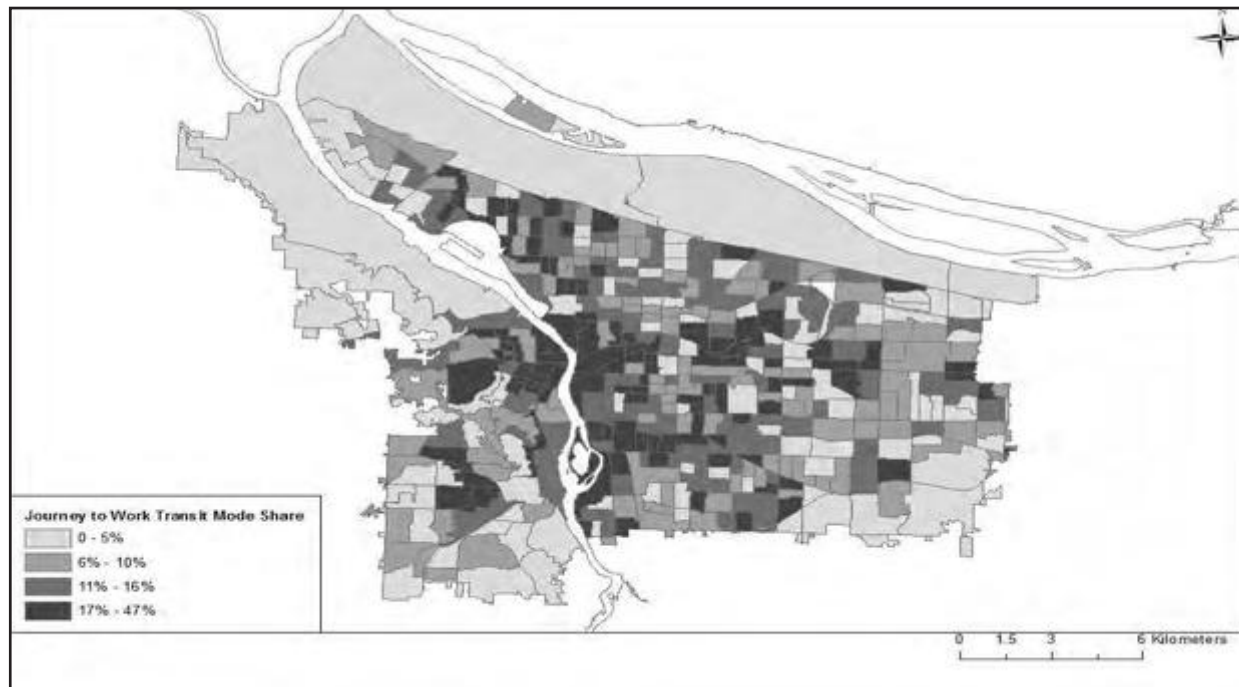 Journey to Work Transit Mode Share
0 - 5%
6% - 10%
11% - 16%
17% - 47%
0 1.5 3 6 Kilometers